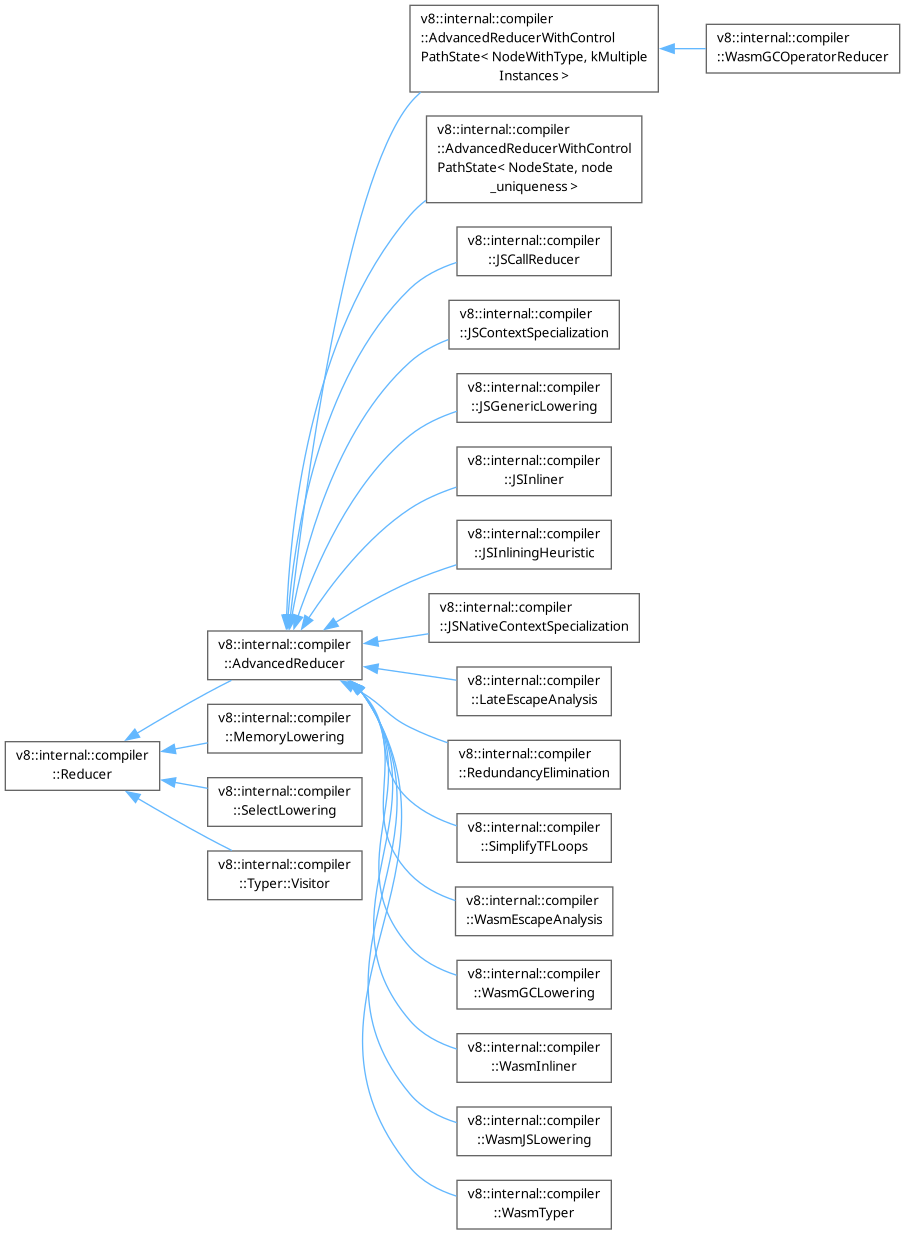 v8::internal::compiler
::AdvancedReducerWithControl
PathState< NodeWithType, kMultiple
Instances >
v8::internal::compiler
::WasmGCOperatorReducer
v8::internal::compiler
::AdvancedReducerWithControl
PathState< NodeState, node
_uniqueness >
v8::internal::compiler
::JSCallReducer
v8::internal::compiler
::JSContextSpecialization
v8::internal::compiler
::JSGenericLowering
v8::internal::compiler
::JSInliner
v8::internal::compiler
::JSInliningHeuristic
v8::internal::compiler
::JSNativeContextSpecialization
v8::internal::compiler
::AdvancedReducer
v8::internal::compiler
::LateEscapeAnalysis
v8::internal::compiler
::MemoryLowering
v8::internal::compiler
::Reducer
v8::internal::compiler
::RedundancyElimination
v8::internal::compiler
::SelectLowering
v8::internal::compiler
::SimplifyTFLoops
v8::internal::compiler
::Typer::Visitor
v8::internal::compiler
::WasmEscapeAnalysis
v8::internal::compiler
::WasmGCLowering
v8::internal::compiler
::WasmInliner
v8::internal::compiler
::WasmJSLowering
v8::internal::compiler
::WasmTyper